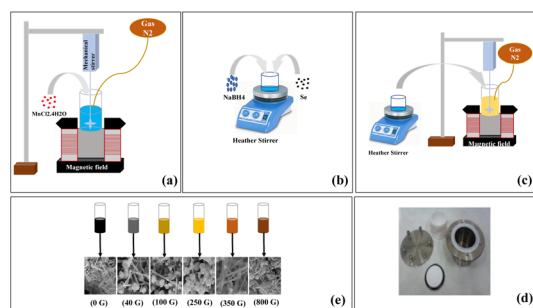 Gas
N2
Mechanical
stirrer
MnCl2.4H2O
Magnetic field
(a)
NaBH4
Se
Heather Stirrer
(b)
Gas
N2
Heather
Stirrer
Magnetic field
(c)
(0 G) (40 G) (100 G) (250 G) (350 G) (800 G)
(e)
(d)